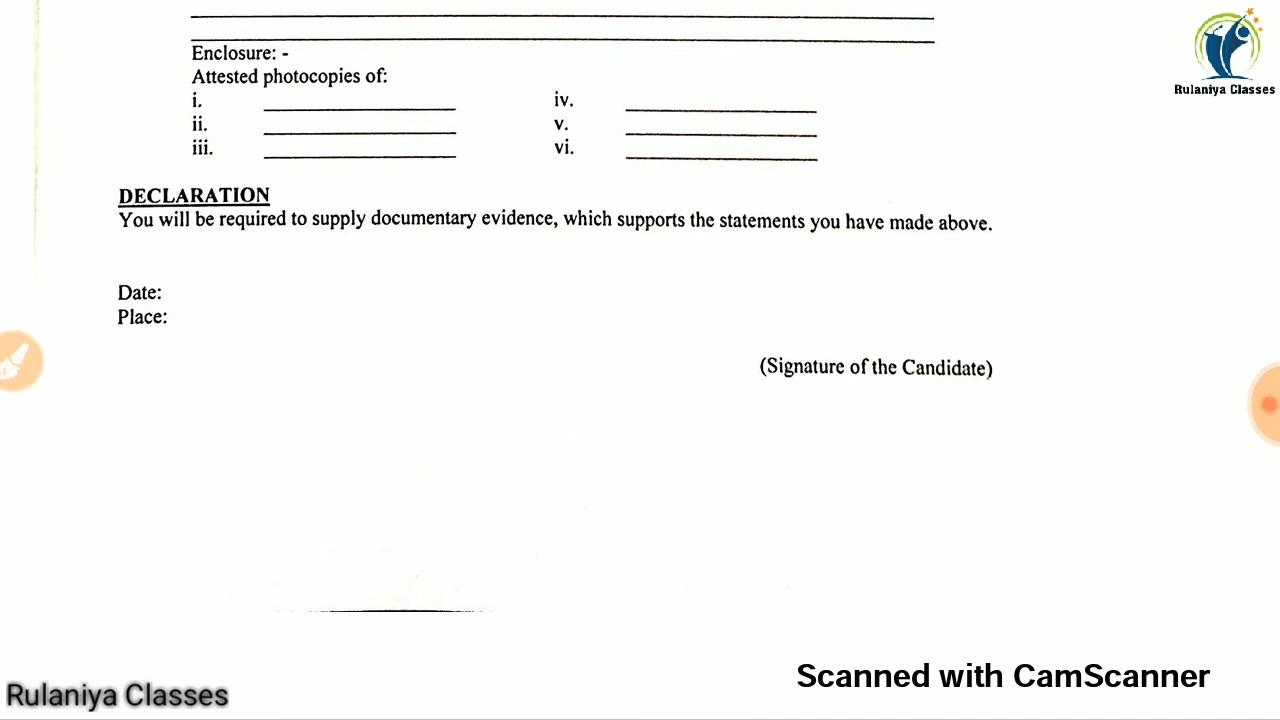 Rulaniya Classes
Enclosure: -
Attested photocopies of:
i. iv.
ii. v.
iii. vi.
DECLARATION
You will be required to supply documentary evidence, which supports the statements you have made above.
Date:
Place:
(Signature of the Candidate)
Scanned with CamScanner
Rulaniya Classes